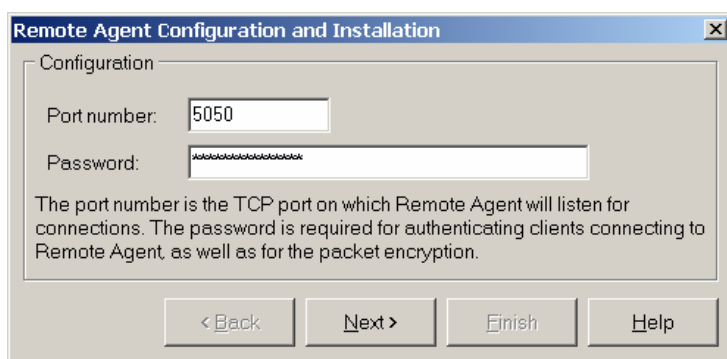 Remote Agent Configuration and Installation
Configuration
Port number: 5050
Password: ****************
The port number is the TCP port on which Remote Agent will listen for
connections. The password is required for authenticating clients connecting to
Remote Agent, as well as for the packet encryption.
< Back Next > Finish Help